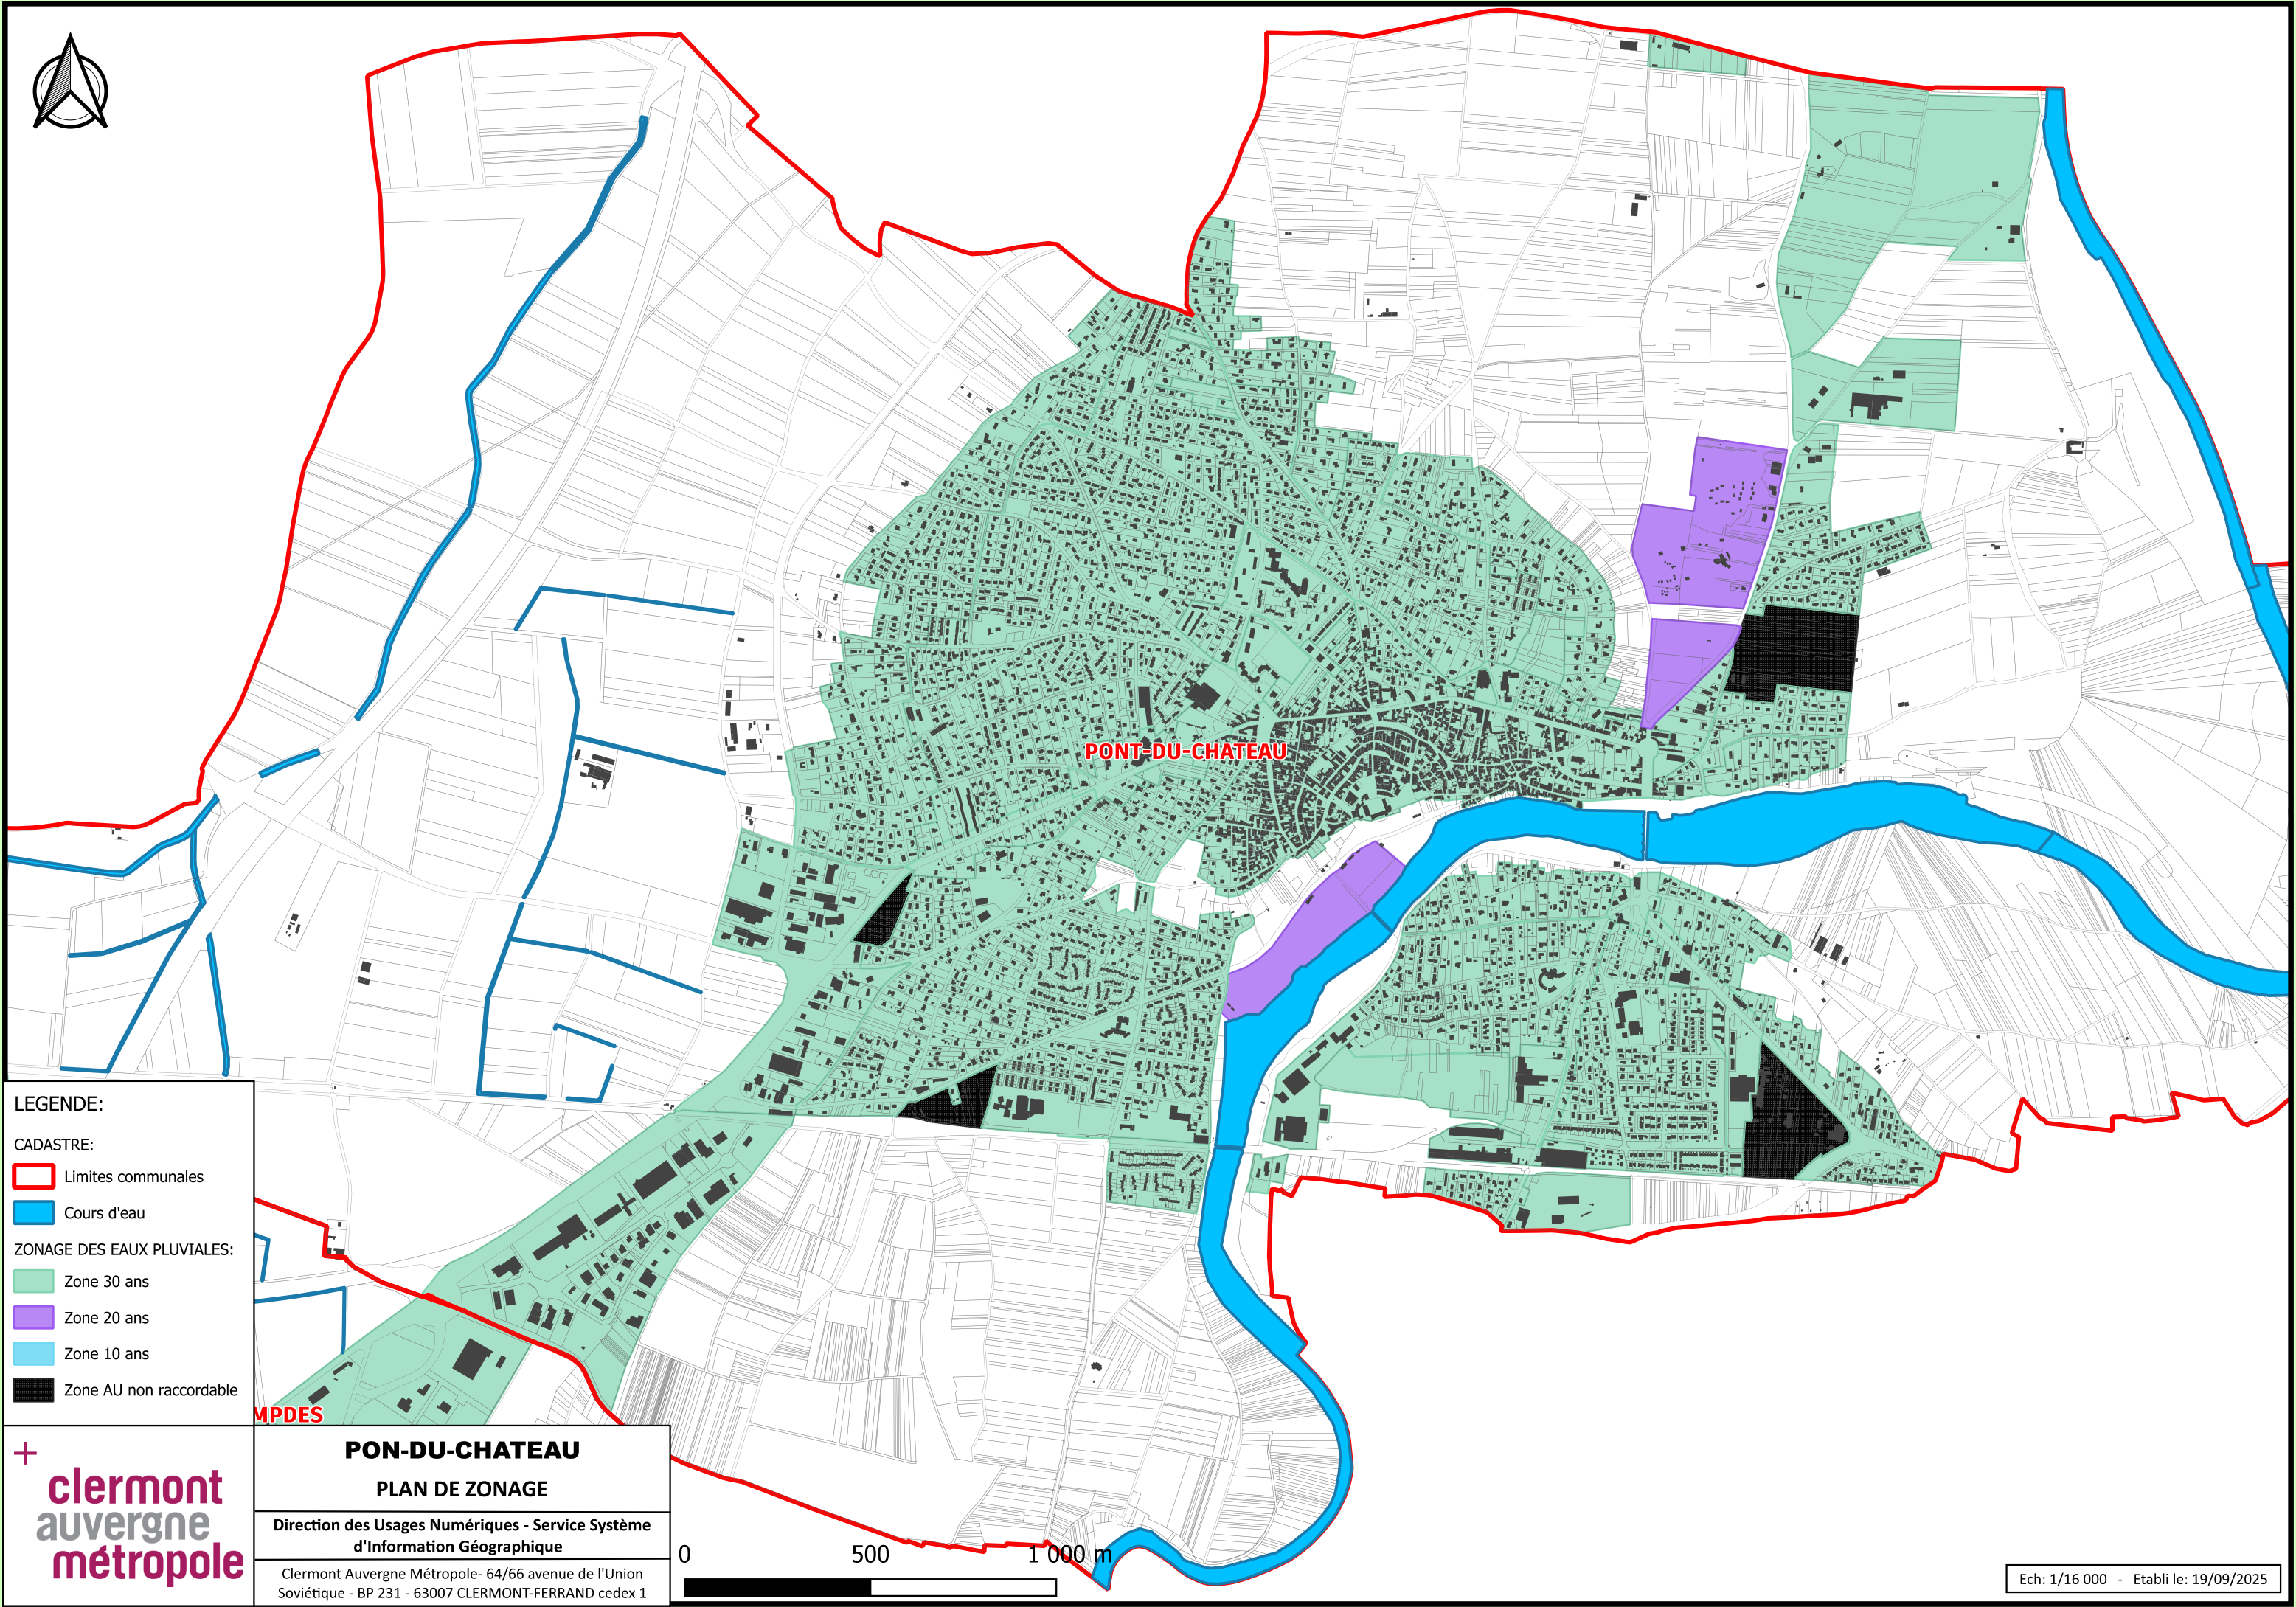 PONT-DU-CHATEAU
LEGENDE:
CADASTRE:
Limites communales
Cours d'eau
ZONAGE DES EAUX PLUVIALES:
Zone 30 ans
Zone 20 ans
Zone 10 ans
Zone AU non raccordable
MPDES
+
clermont
auvergne
métropole
PON-DU-CHATEAU
PLAN DE ZONAGE
Direction des Usages Numériques - Service Système
d'Information Géographique
Clermont Auvergne Métropole- 64/66 avenue de l'Union
Soviétique - BP 231 - 63007 CLERMONT-FERRAND cedex 1
0 500 1 000 m
Ech: 1/16 000 - Etabli le: 19/09/2025